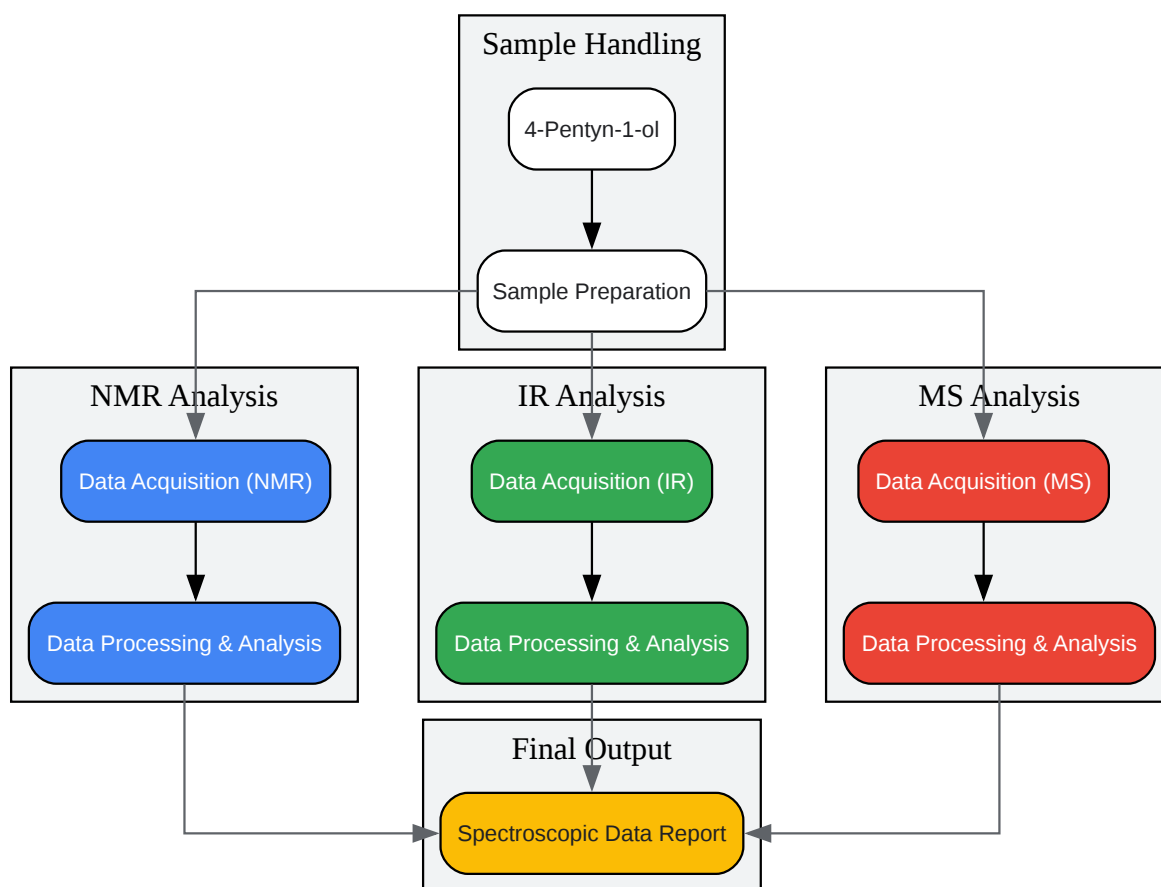 Sample Handling
4-Pentyn-1-ol
Sample Preparation
NMR Analysis
IR Analysis
MS Analysis
Data Acquisition (NMR)
Data Acquisition (IR)
Data Acquisition (MS)
Data Processing & Analysis
Data Processing & Analysis
Data Processing & Analysis
Final Output
Spectroscopic Data Report